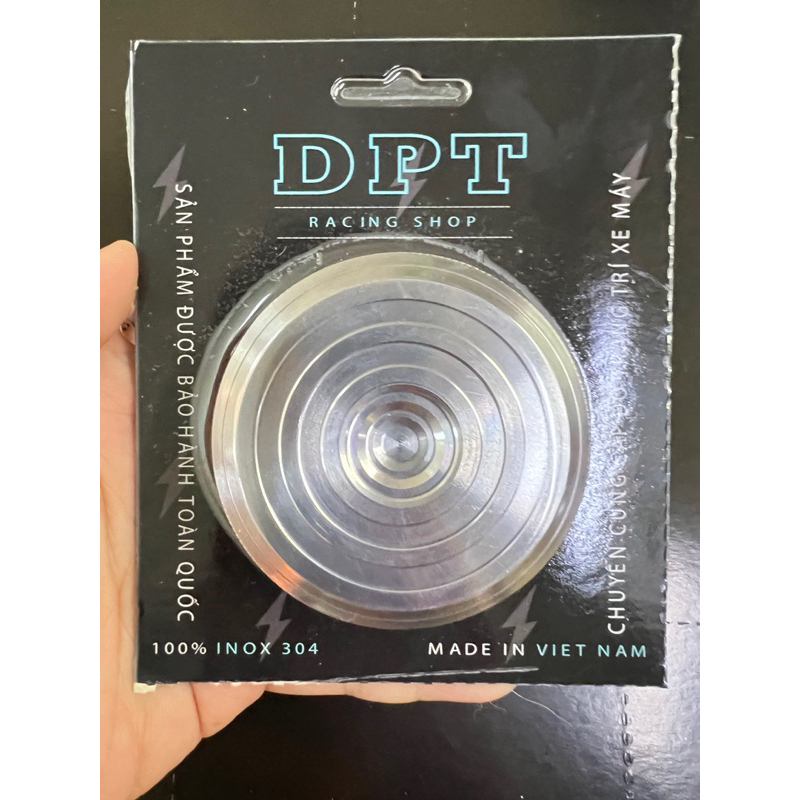 DPT
RACING SHOP
SẢN PHẨM ĐƯỢC BẢO HÀNH TOÀN QUỐC
CHUYÊN CUNG TRÍ XE MÁY
100% INOX 304
MADE IN VIET NAM